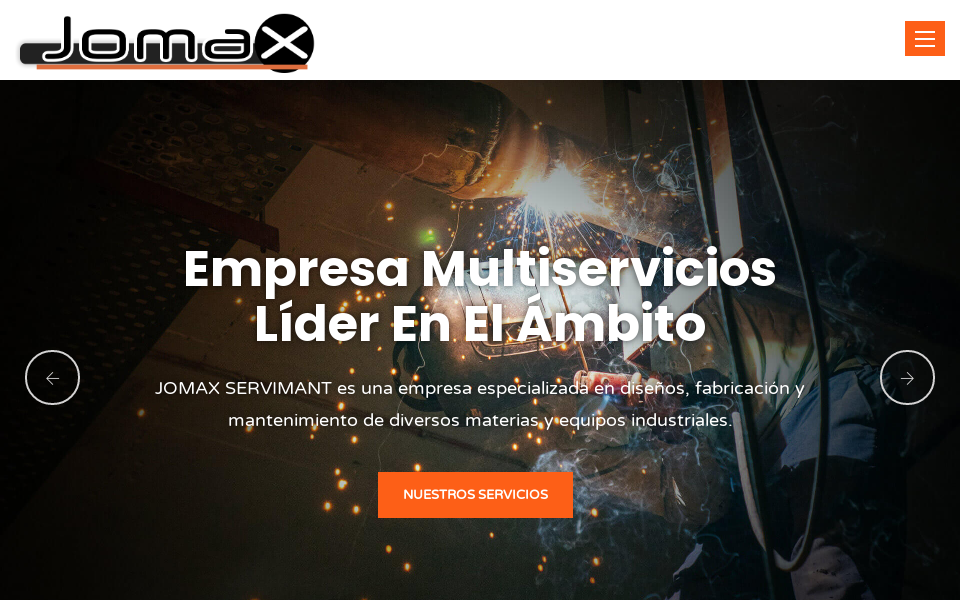 Jomax
Empresa Multiservicios
Líder En El Ámbito
JOMAX SERVIMANT es una empresa especializada en diseños, fabricación y
mantenimiento de diversos materias y equipos industriales.
NUESTROS SERVICIOS